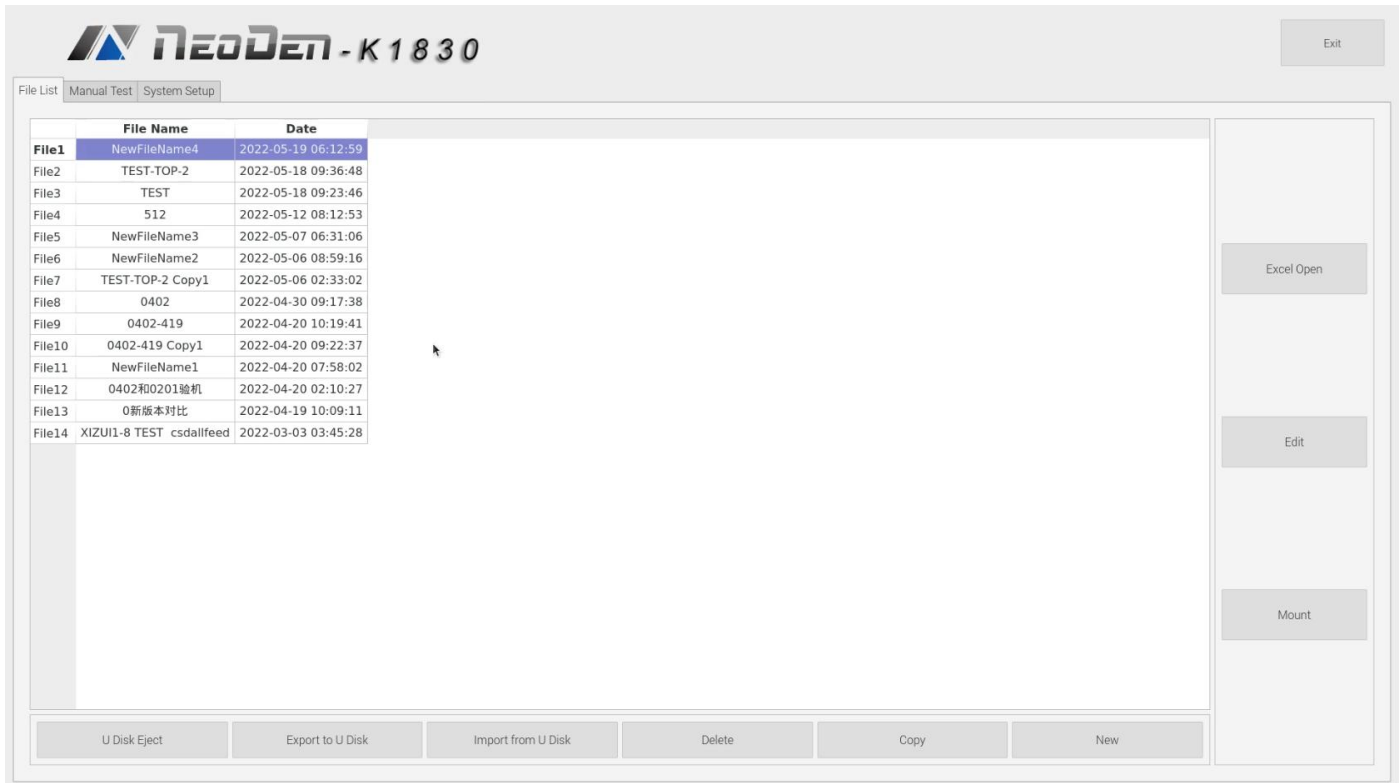 NEODEN-K1830
Exit
File List Manual Test System Setup
File Name Date
File1 NewFileName4 2022-05-19 06:12:59
File2 TEST-TOP-2 2022-05-18 09:36:48
File3 TEST 2022-05-18 09:23:46
File4 512 2022-05-12 08:12:53
File5 NewFileName3 2022-05-07 06:31:06
File6 NewFileName2 2022-05-06 08:59:16
File7 TEST-TOP-2 Copy1 2022-05-06 02:33:02
File8 0402 2022-04-30 09:17:38
File9 0402-419 2022-04-20 10:19:41
File10 0402-419 Copy1 2022-04-20 09:22:37
File11 NewFileName1 2022-04-20 07:58:02
File12 0402和0201验机 2022-04-20 02:10:27
File13 0新版本对比 2022-04-19 10:09:11
File14 XIZUI1-8 TEST csdallfeed 2022-03-03 03:45:28
Excel Open
Edit
Mount
U Disk Eject Export to U Disk Import from U Disk Delete Copy New